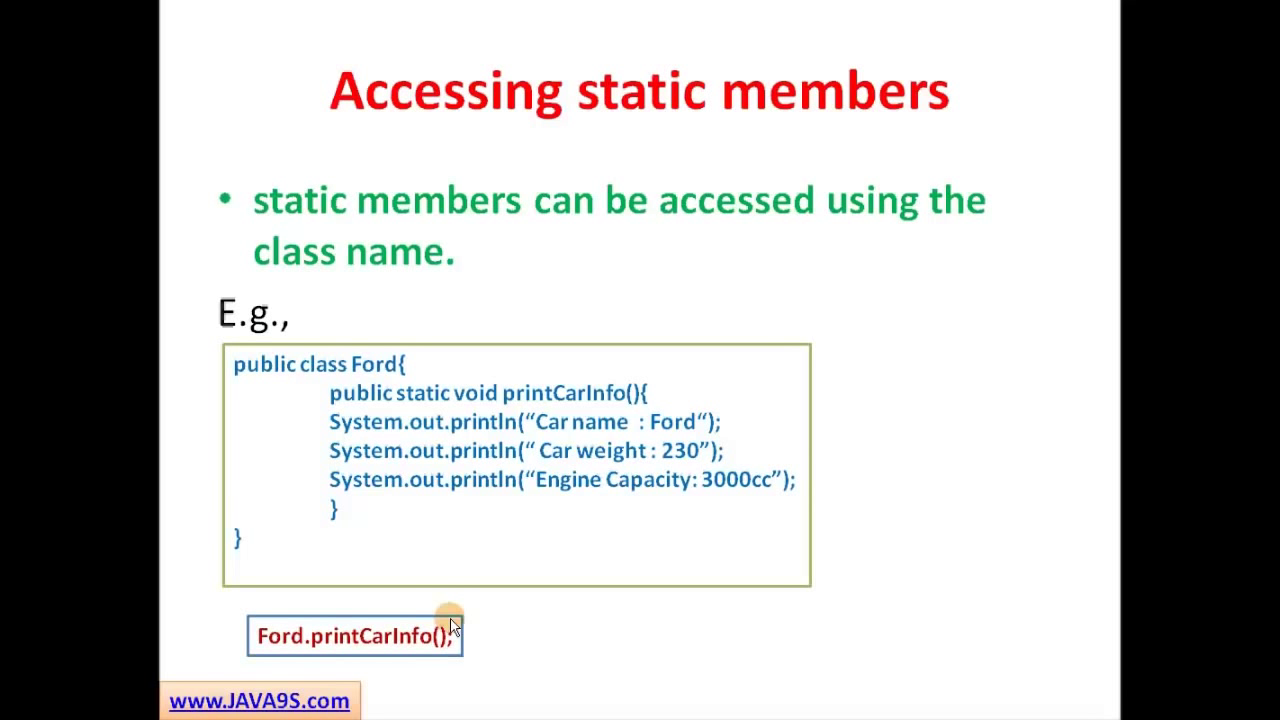 Accessing static members
• static members can be accessed using the
class name.
E.g.,
public class Ford{
public static void printCarInfo(){
System.out.println(“Car name  : Ford“);
System.out.println(“ Car weight : 230”);
System.out.println(“Engine Capacity: 3000cc”);
}
}
Ford.printCarInfo();
www.JAVA9S.com